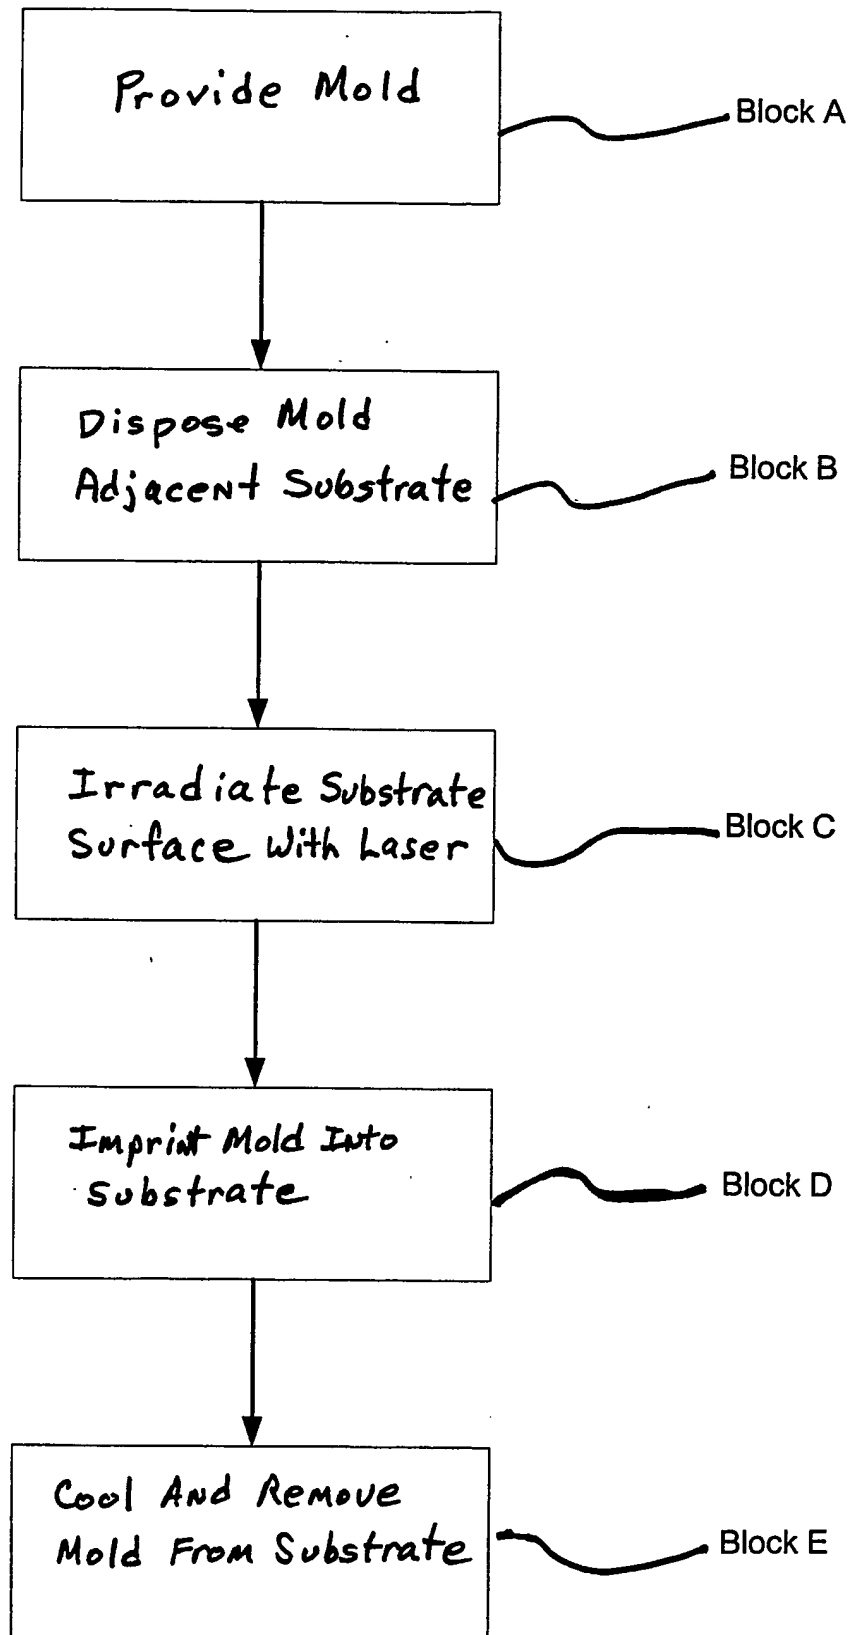 Provide Mold
Block A
Dispose Mold
Adjacent Substrate
Block B
Irradiate Substrate
Surface With Laser
Block C
Imprint Mold Into
Substrate
Block D
Cool And Remove
Mold From Substrate
Block E